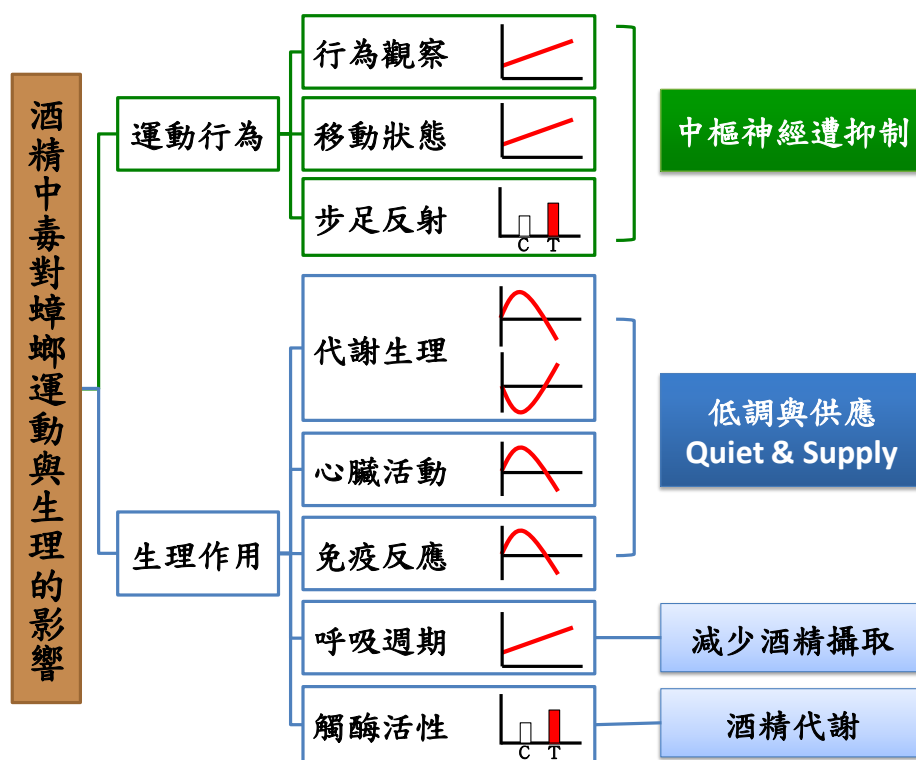 酒精中毒對蟑螂運動與生理的影響
運動行為
行為觀察
移動狀態
步足反射
C T
中樞神經遭抑制
生理作用
代謝生理
心臟活動
免疫反應
低調與供應
Quiet & Supply
呼吸週期
減少酒精攝取
觸酶活性
C T
酒精代謝